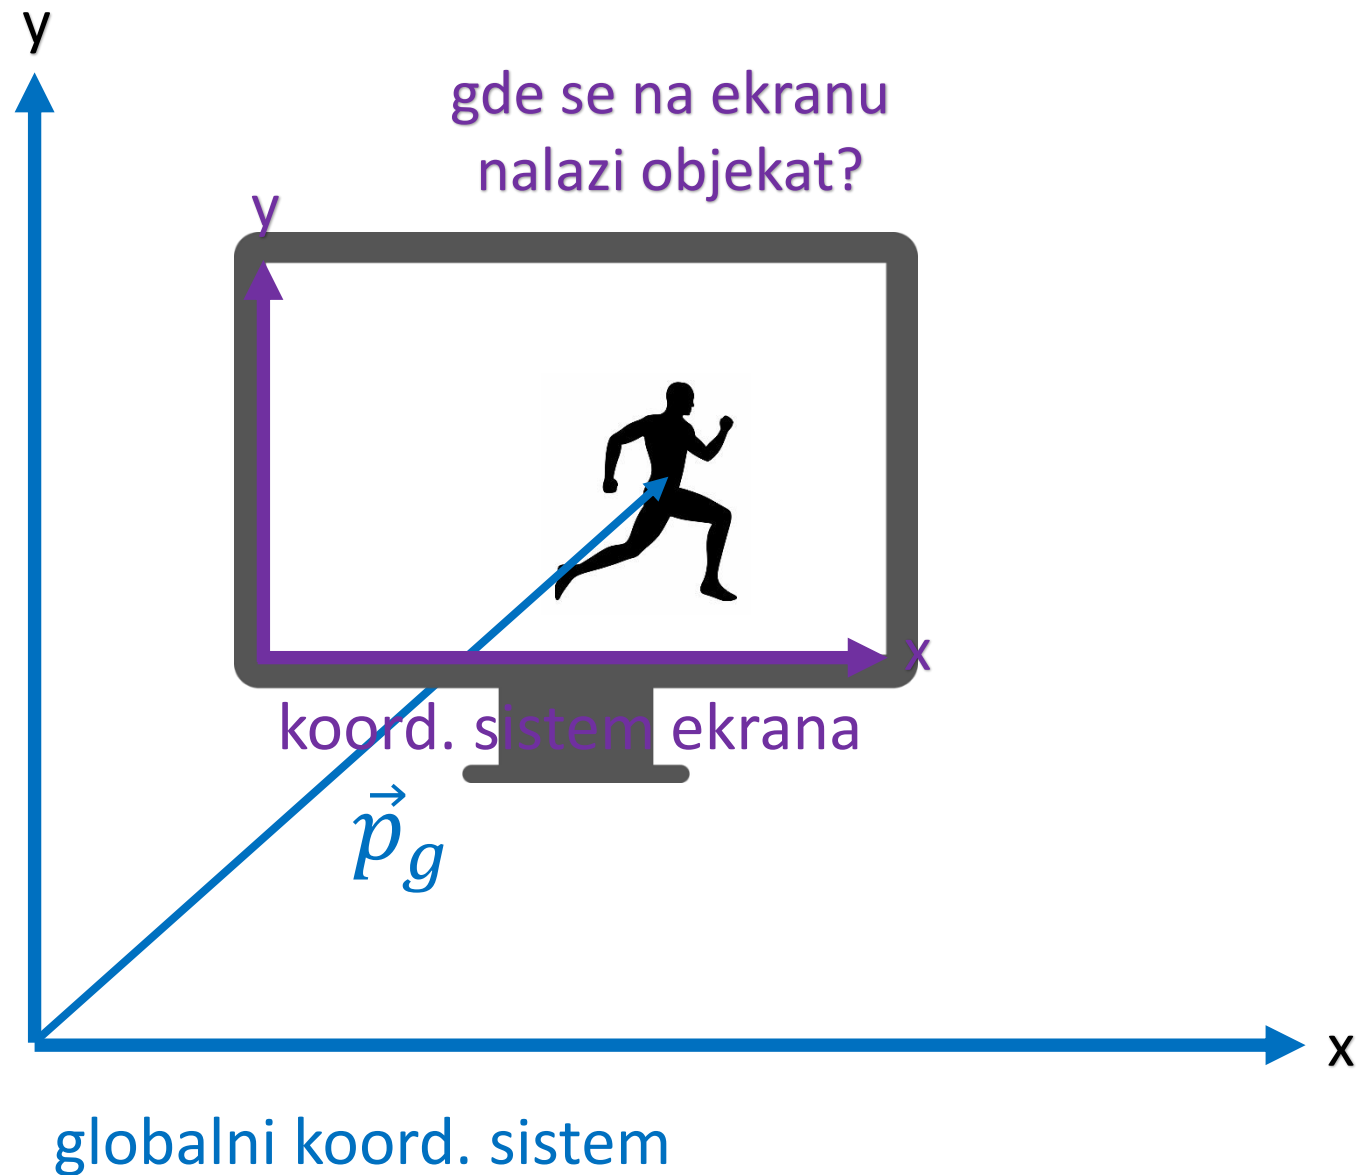 y
gde se na ekranu
nalazi objekat?
y
x
koord. sistem ekrana
p⃗g
x
globalni koord. sistem